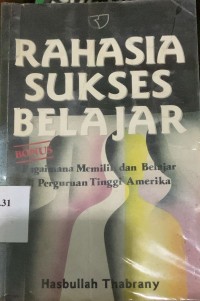 RAHASIA
SUKSES
BELAJAR
BONUS
Bagaimana Memilih dan Belajar
di Perguruan Tinggi Amerika
.31
Hasbullah Thabrany